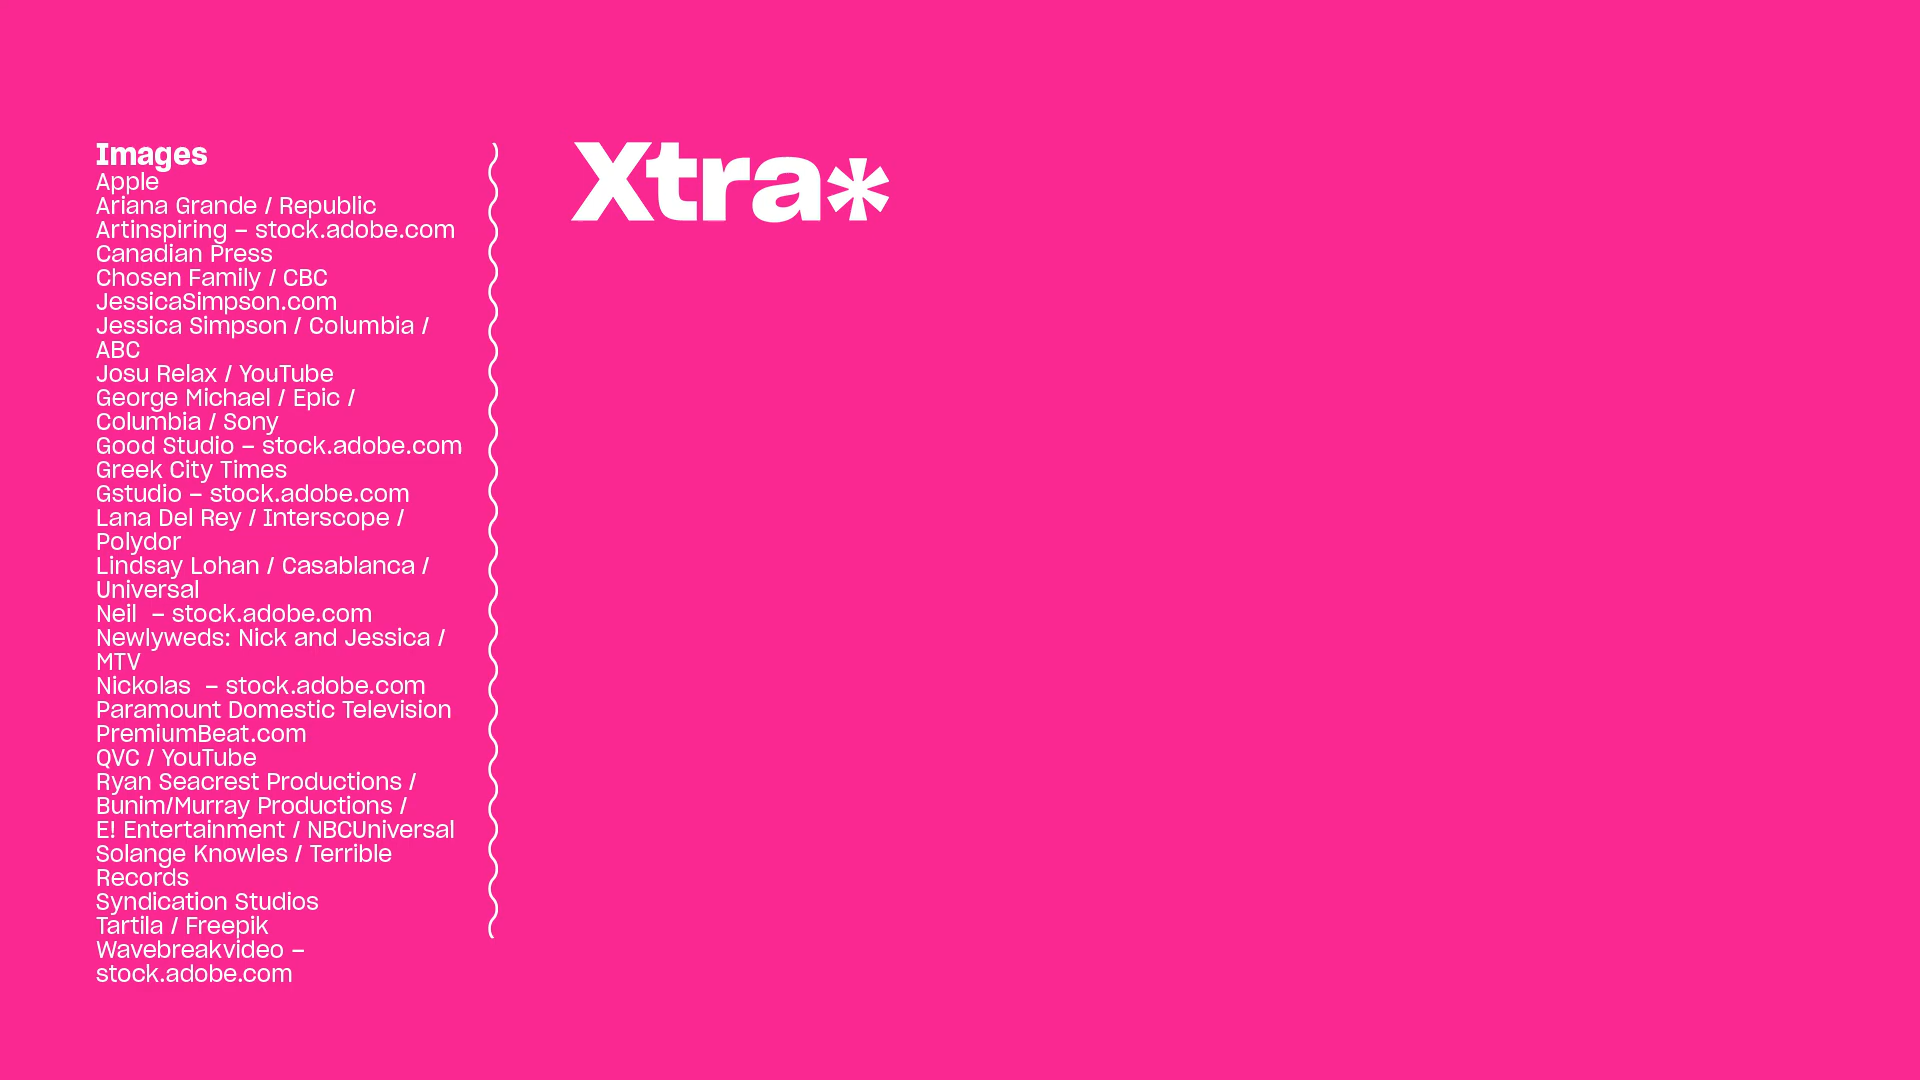 Images
Apple
Ariana Grande / Republic
Artinspiring – stock.adobe.com
Canadian Press
Chosen Family / CBC
JessicaSimpson.com
Jessica Simpson / Columbia /
ABC
Josu Relax / YouTube
George Michael / Epic /
Columbia / Sony
Good Studio – stock.adobe.com
Greek City Times
Gstudio – stock.adobe.com
Lana Del Rey / Interscope /
Polydor
Lindsay Lohan / Casablanca /
Universal
Neil  – stock.adobe.com
Newlyweds: Nick and Jessica /
MTV
Nickolas  – stock.adobe.com
Paramount Domestic Television
PremiumBeat.com
QVC / YouTube
Ryan Seacrest Productions /
Bunim/Murray Productions /
E! Entertainment / NBCUniversal
Solange Knowles / Terrible
Records
Syndication Studios
Tartila / Freepik
Wavebreakvideo –
stock.adobe.com
Xtra*